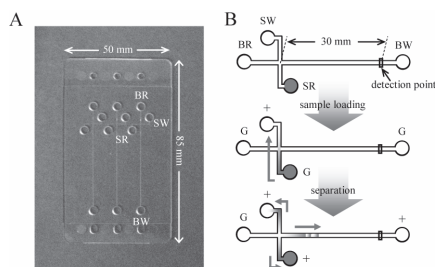 A
50 mm
BR
SW
SR
85 mm
BW
B
SW
BR
30 mm
BW
SR
detection point
sample loading
+
G
G
G
separation
+
G
+
+